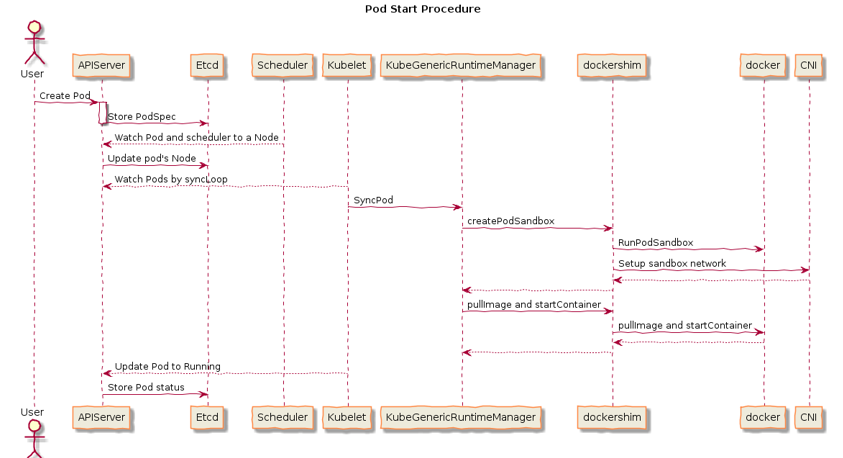 Pod Start Procedure
User
APIServer
Etcd
Scheduler
Kubelet
KubeGenericRuntimeManager
dockershim
docker
CNI
Create Pod
Store PodSpec
Watch Pod and scheduler to a Node
Update pod's Node
Watch Pods by syncLoop
SyncPod
createPodSandbox
RunPodSandbox
Setup sandbox network
pullImage and startContainer
pullImage and startContainer
Update Pod to Running
Store Pod status
User
APIServer
Etcd
Scheduler
Kubelet
KubeGenericRuntimeManager
dockershim
docker
CNI